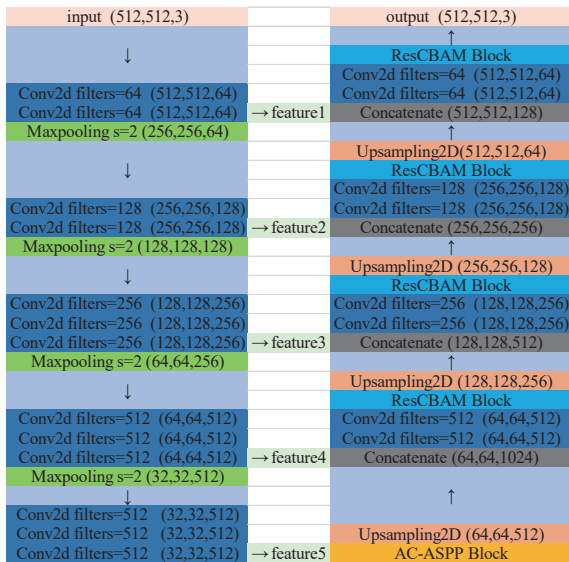 input (512,512,3)
↓
Conv2d filters=64 (512,512,64)
Conv2d filters=64 (512,512,64)
Maxpooling s=2 (256,256,64)
↓
Conv2d filters=128 (256,256,128)
Conv2d filters=128 (256,256,128)
Maxpooling s=2 (128,128,128)
↓
Conv2d filters=256 (128,128,256)
Conv2d filters=256 (128,128,256)
Conv2d filters=256 (128,128,256)
Maxpooling s=2 (64,64,256)
↓
Conv2d filters=512 (64,64,512)
Conv2d filters=512 (64,64,512)
Conv2d filters=512 (64,64,512)
Maxpooling s=2 (32,32,512)
↓
Conv2d filters=512 (32,32,512)
Conv2d filters=512 (32,32,512)
Conv2d filters=512 (32,32,512)
→feature1
→feature2
→feature3
→feature4
→feature5
output (512,512,3)
↑
ResCBAM Block
Conv2d filters=64 (512,512,64)
Conv2d filters=64 (512,512,64)
Concatenate (512,512,128)
↑
Upsampling2D(512,512,64)
ResCBAM Block
Conv2d filters=128 (256,256,128)
Conv2d filters=128 (256,256,128)
Concatenate (256,256,256)
↑
Upsampling2D (256,256,128)
ResCBAM Block
Conv2d filters=256 (128,128,256)
Conv2d filters=256 (128,128,256)
Concatenate (128,128,512)
↑
Upsampling2D (128,128,256)
ResCBAM Block
Conv2d filters=512 (64,64,512)
Conv2d filters=512 (64,64,512)
Concatenate (64,64,1024)
↑
Upsampling2D (64,64,512)
AC-ASPP Block